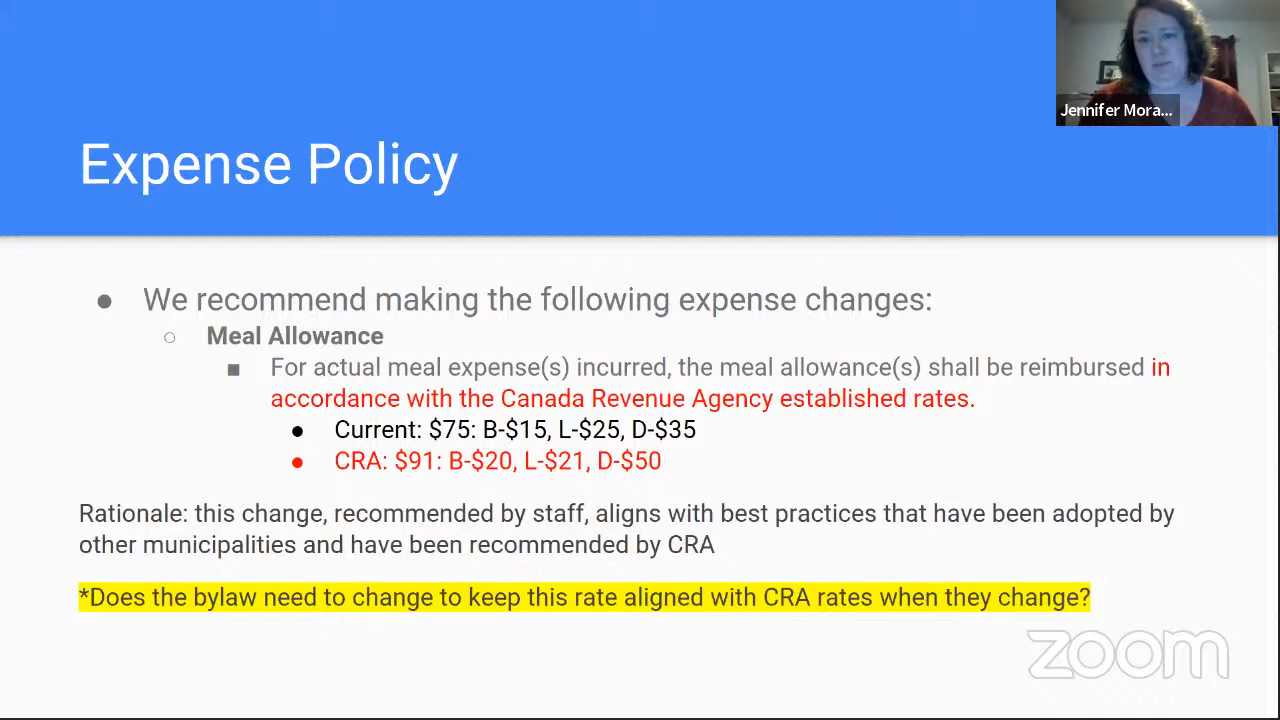 Jennifer Mora...
Expense Policy
● We recommend making the following expense changes:
○ Meal Allowance
■ For actual meal expense(s) incurred, the meal allowance(s) shall be reimbursed in
accordance with the Canada Revenue Agency established rates.
● Current: $75: B-$15, L-$25, D-$35
● CRA: $91: B-$20, L-$21, D-$50
Rationale: this change, recommended by staff, aligns with best practices that have been adopted by
other municipalities and have been recommended by CRA
*Does the bylaw need to change to keep this rate aligned with CRA rates when they change?
zoom